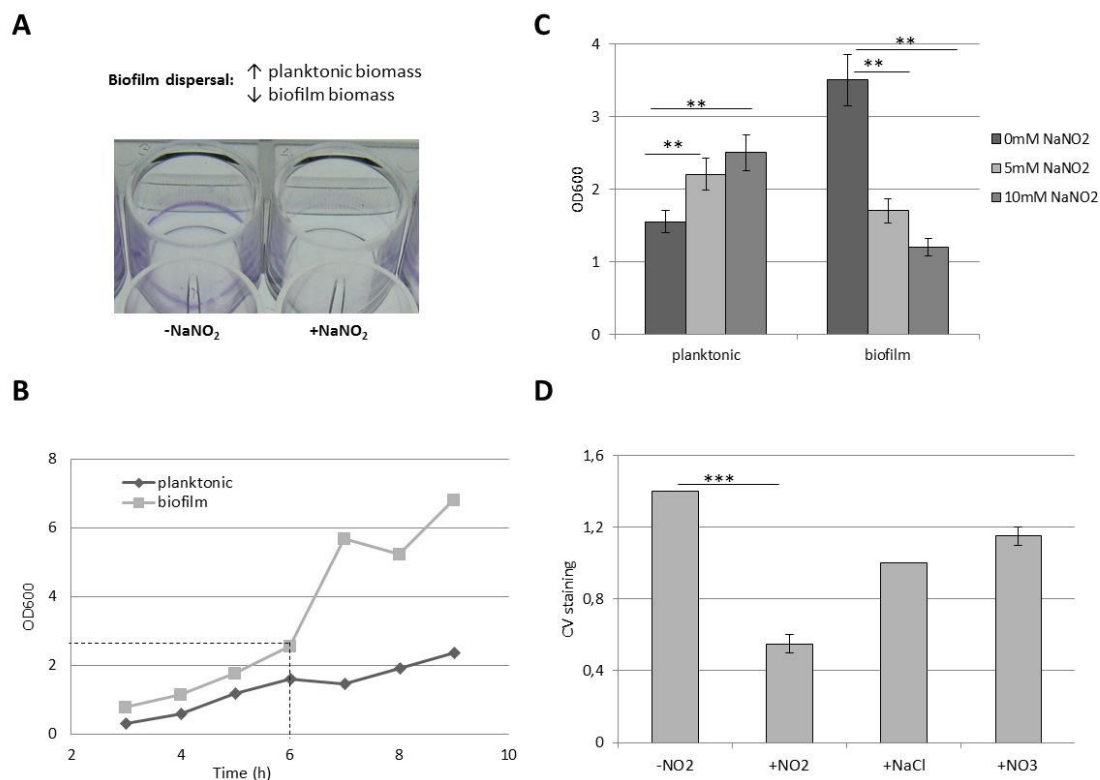 A
Biofilm dispersal:
↑ planktonic biomass
↓ biofilm biomass
-NaNO₂
+NaNO₂
B
8
6
4
2
0
OD600
planktonic
biofilm
2
4
6
8
10
Time (h)
C
4
3
2
1
0
OD600
**
**
**
**
0mM NaNO2
5mM NaNO2
10mM NaNO2
planktonic
biofilm
D
1,6
1,2
0,8
0,4
0
CV staining
***
-NO2
+NO2
+NaCl
+NO3